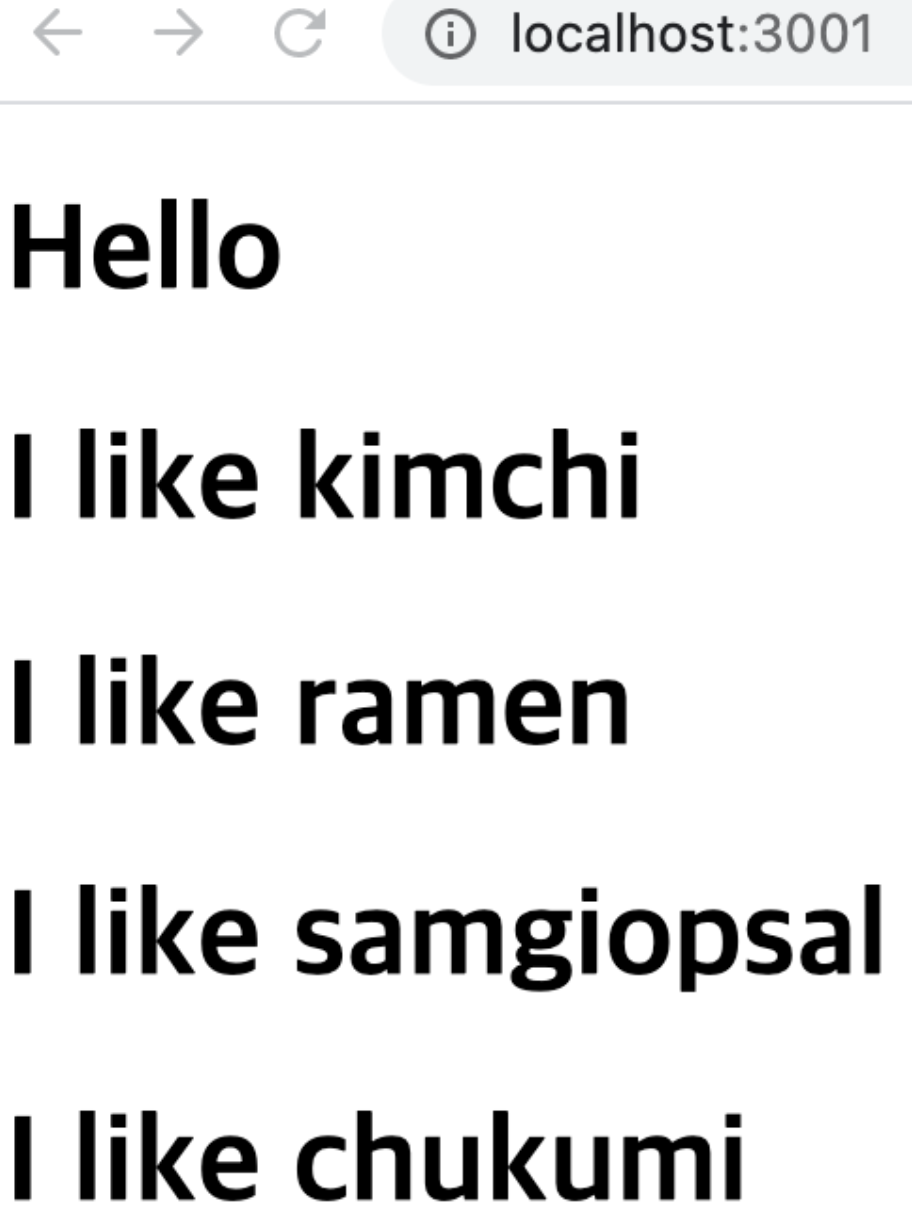 localhost:3001
Hello
I like kimchi
I like ramen
I like samgiopsal
I like chukumi